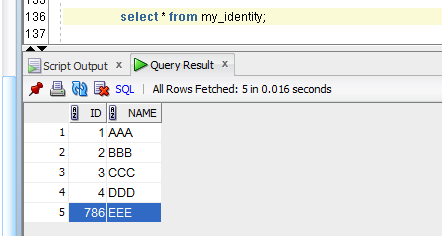 135
136 select * from my_identity;
137
Script Output x Query Result x
SQL | All Rows Fetched: 5 in 0.016 seconds
ID NAME
1 1 AAA
2 2 BBB
3 3 CCC
4 4 DDD
5 786 EEE